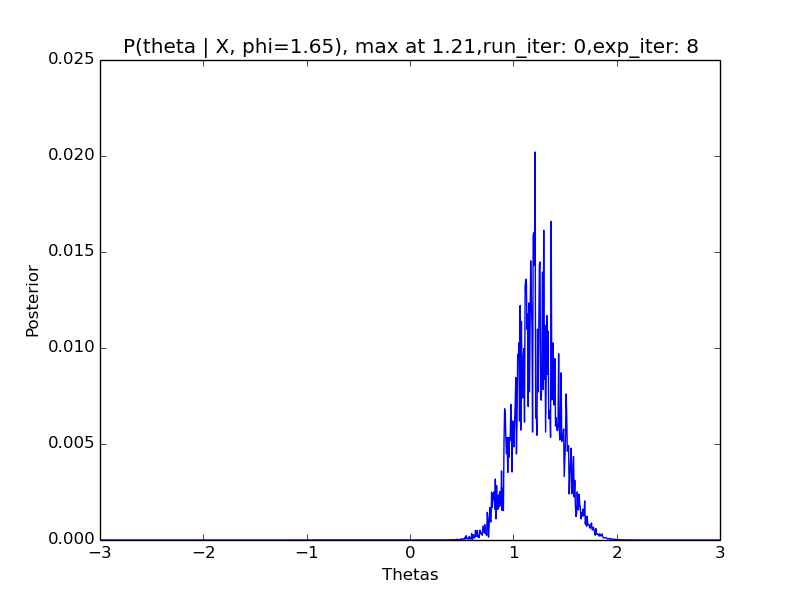 P(theta | X, phi=1.65), max at 1.21,run_iter: 0,exp_iter: 8
0.025
0.020
0.015
0.010
0.005
0.000
Posterior
−3 −2 −1 0 1 2 3
Thetas